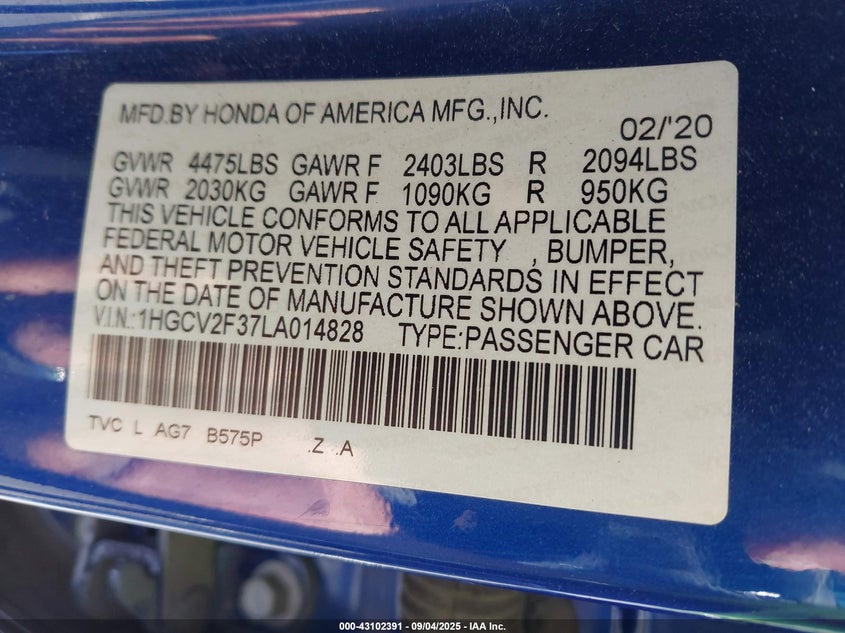 MFD.BY HONDA OF AMERICA MFG.,INC.
02/'20
GVWR 4475LBS GAWR F 2403LBS R 2094LBS
GVWR 2030KG GAWR F 1090KG R 950KG
THIS VEHICLE CONFORMS TO ALL APPLICABLE
FEDERAL MOTOR VEHICLE SAFETY , BUMPER,
AND THEFT PREVENTION STANDARDS IN EFFECT
ON THE DATE OF MANUFACTURE SHOWN ABOVE.
V.I.N.:1HGCV2F37LA014828 TYPE:PASSENGER CAR
TVC L AG7 B575P .Z .A
000-43102391 - 09/04/2025 - IAA Inc.